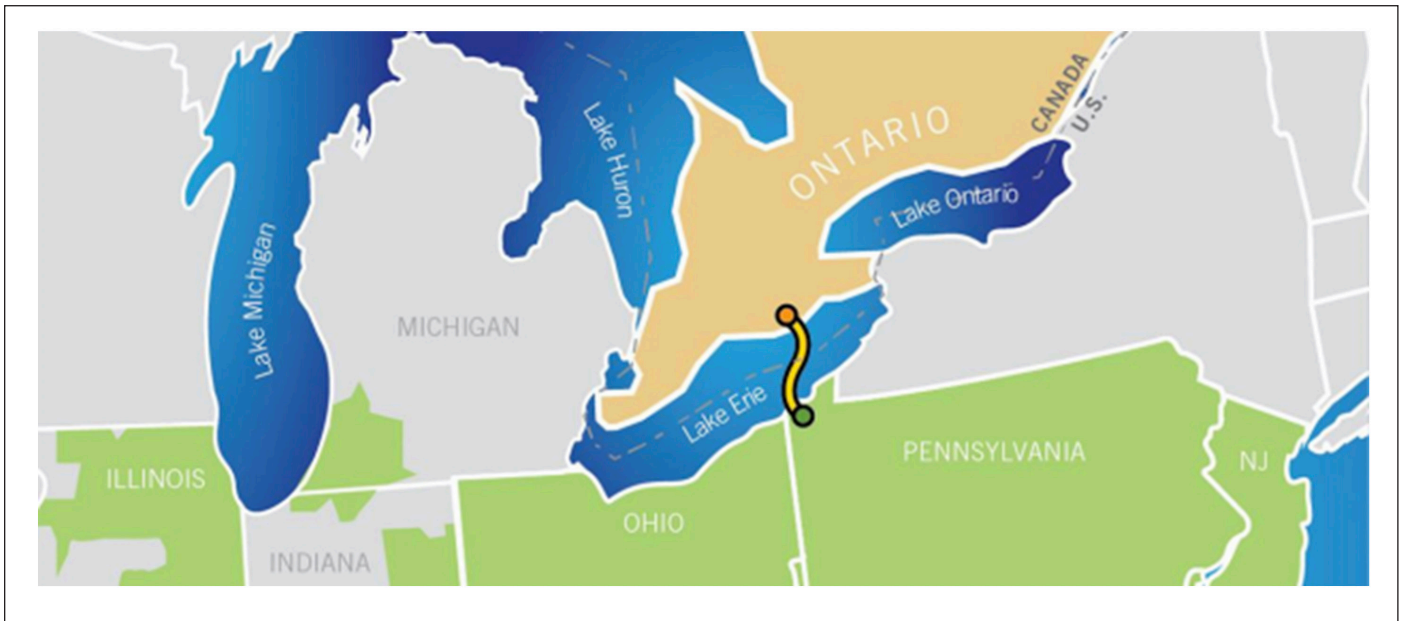 CANADA
U.S.
ONTARIO
Lake Huron
Lake Ontario
Lake Michigan
MICHIGAN
Lake Erie
PENNSYLVANIA
ILLINOIS
NJ
OHIO
INDIANA